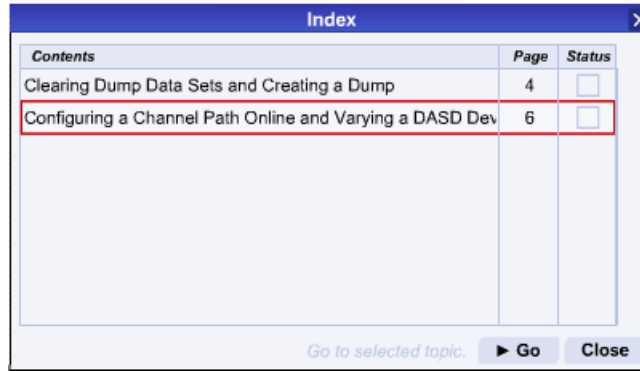 Index
Contents Page Status
Clearing Dump Data Sets and Creating a Dump 4
Configuring a Channel Path Online and Varying a DASD Dev 6
Go to selected topic. ► Go Close